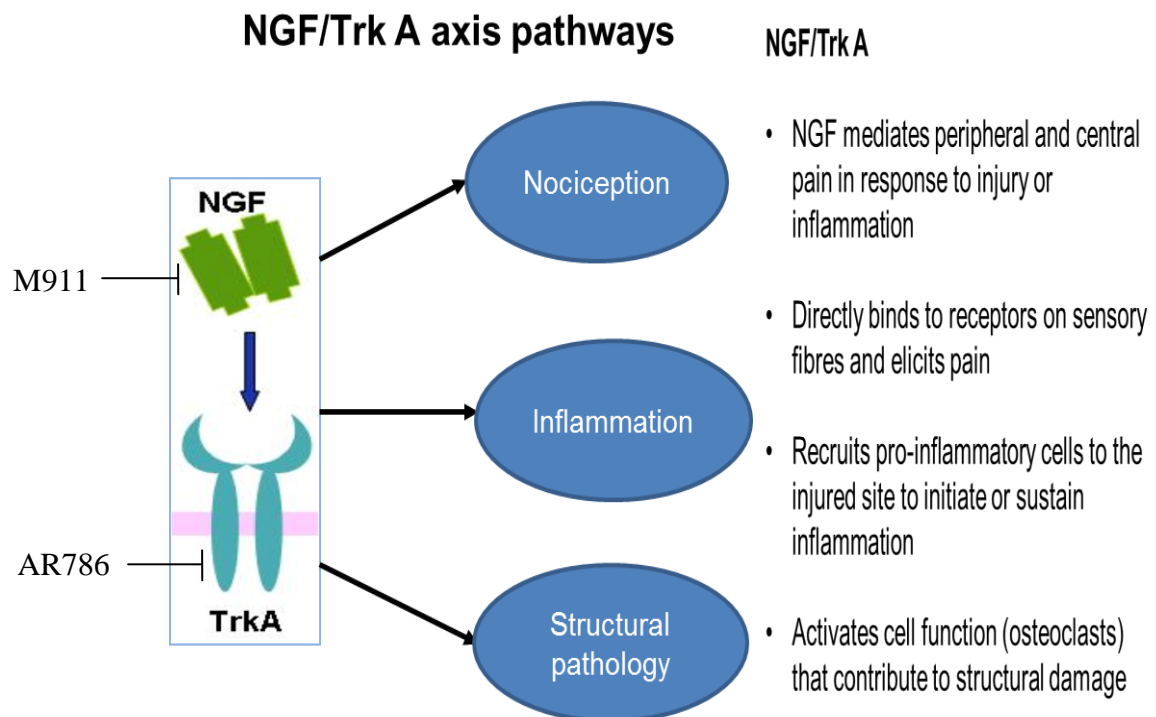 NGF/Trk A axis pathways
NGF
M911
AR786
TrkA
Nociception
Inflammation
Structural
pathology
NGF/Trk A
• NGF mediates peripheral and central
pain in response to injury or
inflammation
• Directly binds to receptors on sensory
fibres and elicits pain
• Recruits pro-inflammatory cells to the
injured site to initiate or sustain
inflammation
• Activates cell function (osteoclasts)
that contribute to structural damage